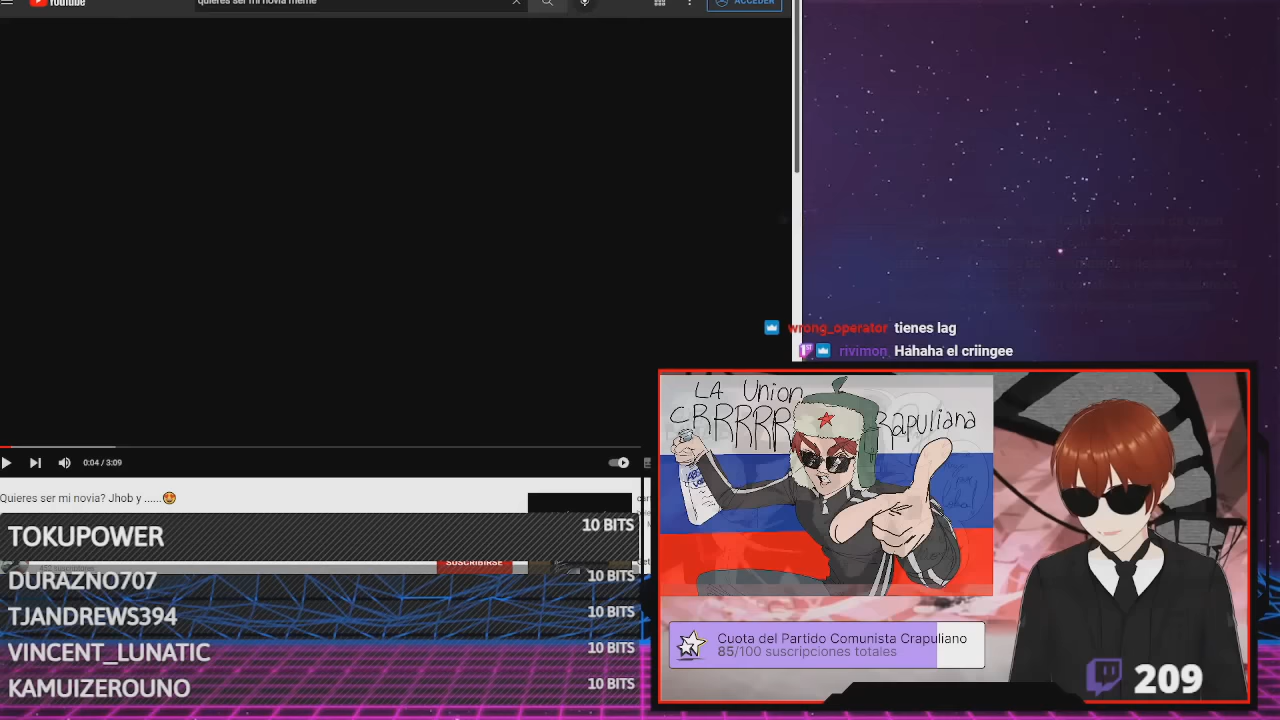 YouTube
quieres ser mi novia meme
ACCEDER
wrong_operator tienes lag
rivimon Hahaha el criingee
0:04 / 3:09
Quieres ser mi novia? Jhob y ......🤩
TOKUPOWER 10 BITS
SUSCRIBIRSE
DURAZNO707 10 BITS
TJANDREWS394 10 BITS
VINCENT_LUNATIC 10 BITS
KAMUIZEROUNO 10 BITS
LA Union
CRRRRR rapuliana
Cuota del Partido Comunista Crapuliano
85/100 suscripciones totales
209